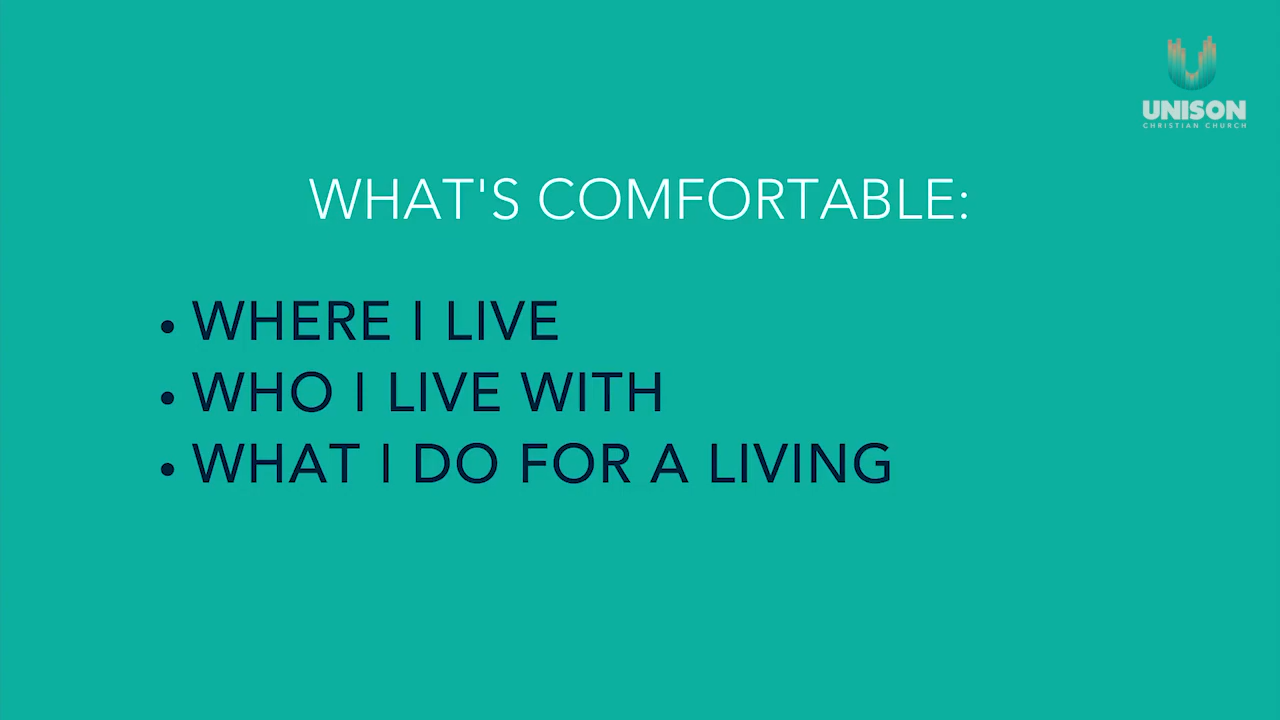 UNISON
CHRISTIAN CHURCH
WHAT'S COMFORTABLE:
• WHERE I LIVE
• WHO I LIVE WITH
• WHAT I DO FOR A LIVING